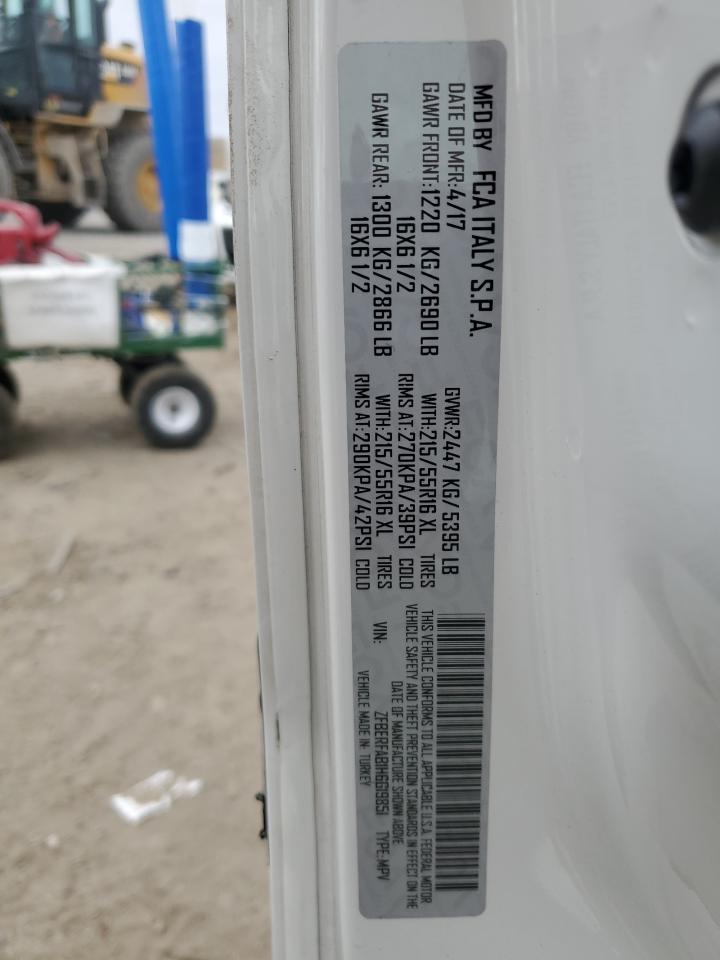 MFD BY FCA ITALY S.P.A.
DATE OF MFR:4/17 GVWR:2447 KG/ 5395 LB
GAWR FRONT:1220 KG/2690 LB WITH:215/55R16 XL TIRES
16X6 1/2 RIMS AT:270KPA/39PSI COLD
GAWR REAR: 1300 KG/2866 LB WITH:215/55R16 XL TIRES
16X6 1/2 RIMS AT:290KPA/42PSI COLD
THIS VEHICLE CONFORMS TO ALL APPLICABLE U.S.A. FEDERAL MOTOR
VEHICLE SAFETY AND THEFT PREVENTION STANDARDS IN EFFECT ON THE
DATE OF MANUFACTURE SHOWN ABOVE
VIN: ZFBERFAB1H6G19851 TYPE:MPV
VEHICLE MADE IN: TURKEY